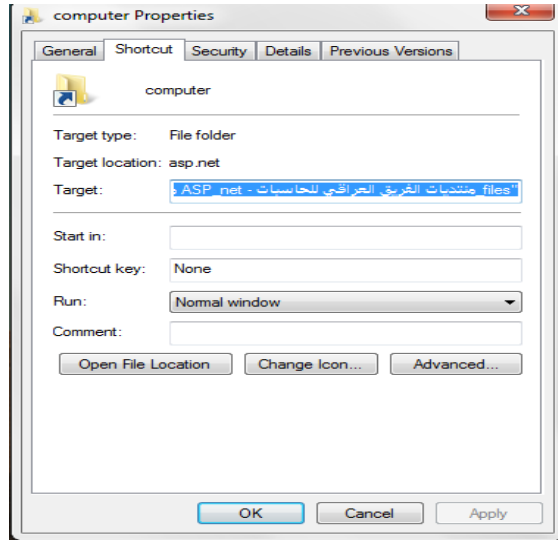 computer Properties
General Shortcut Security Details Previous Versions
computer
Target type: File folder
Target location: asp.net
Target: ASP_net - منتديات الفريق العراقي للحاسبات _files"
Start in:
Shortcut key: None
Run: Normal window
Comment:
Open File Location Change Icon... Advanced...
OK Cancel Apply